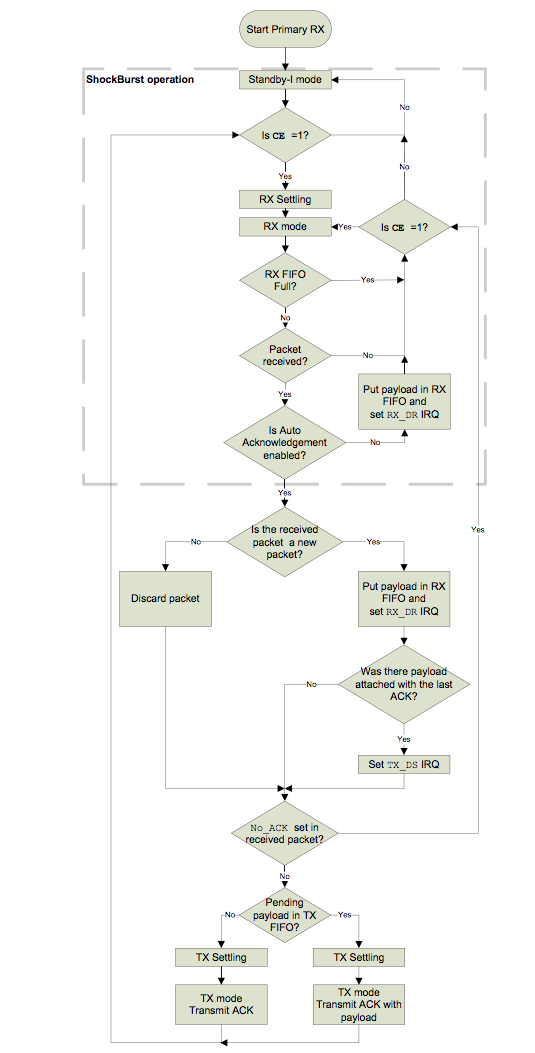 Start Primary RX
ShockBurst operation
Standby-I mode
No
Is CE =1?
No
Yes
RX Settling
RX mode
Yes
Is CE =1?
RX FIFO
Full?
Yes
No
Packet
received?
No
Yes
Put payload in RX
FIFO and
set RX_DR IRQ
Is Auto
Acknowledgement
enabled?
No
Yes
Is the received
packet a new
packet?
No
Yes
Yes
Discard packet
Put payload in RX
FIFO and
set RX_DR IRQ
Was there payload
attached with the last
ACK?
No
Yes
Set TX_DS IRQ
No_ACK set in
received packet?
No
Pending
payload in TX
FIFO?
No
Yes
TX Settling
TX Settling
TX mode
Transmit ACK
TX mode
Transmit ACK with
payload